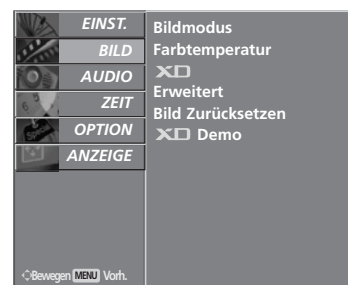 EINST.
BILD
AUDIO
ZEIT
OPTION
ANZEIGE
Bewegen MENU Vorh.
Bildmodus
Farbtemperatur
XD
Erweitert
Bild Zurücksetzen
XD Demo